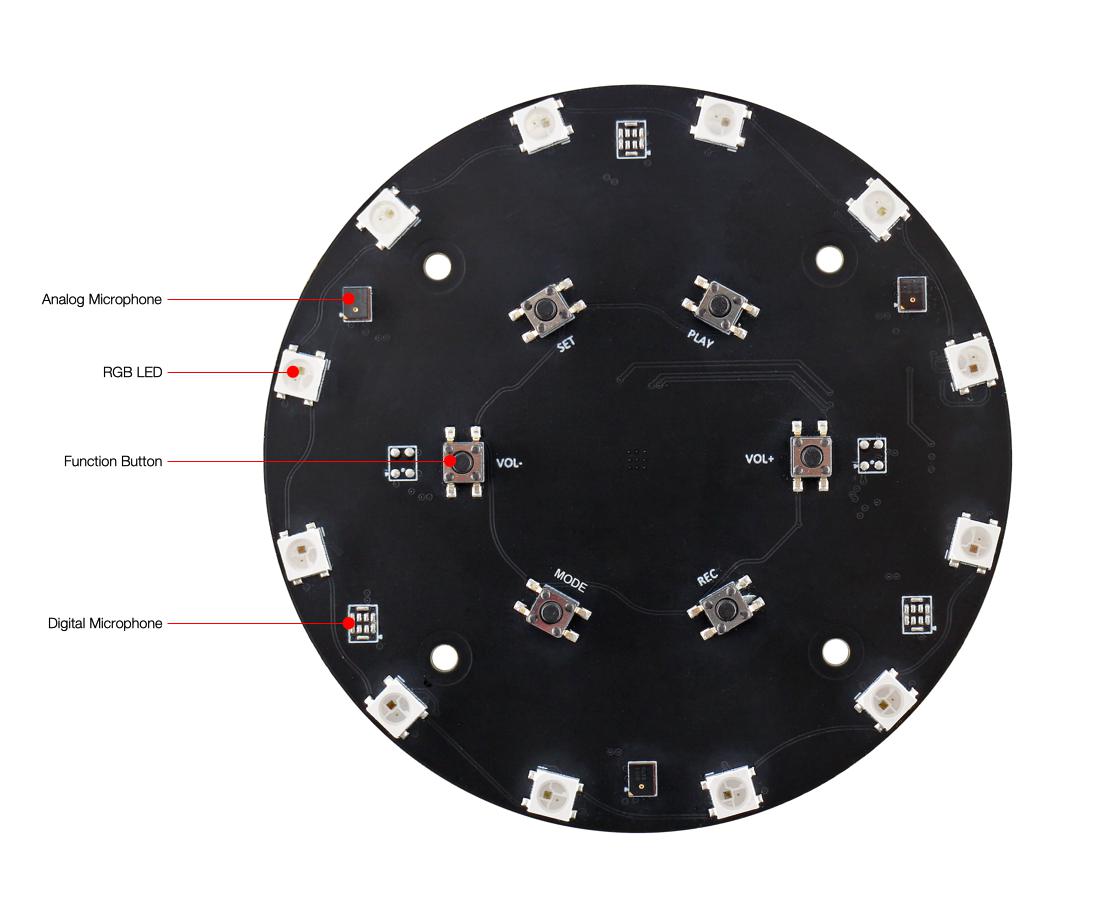 Analog Microphone
SET
PLAY
RGB LED
Function Button
VOL-
VOL+
MODE
REC
Digital Microphone